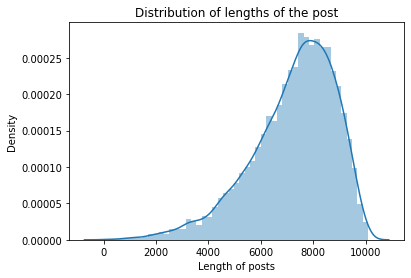 Distribution of lengths of the post
Density
0.00025
0.00020
0.00015
0.00010
0.00005
0.00000
0 2000 4000 6000 8000 10000
Length of posts